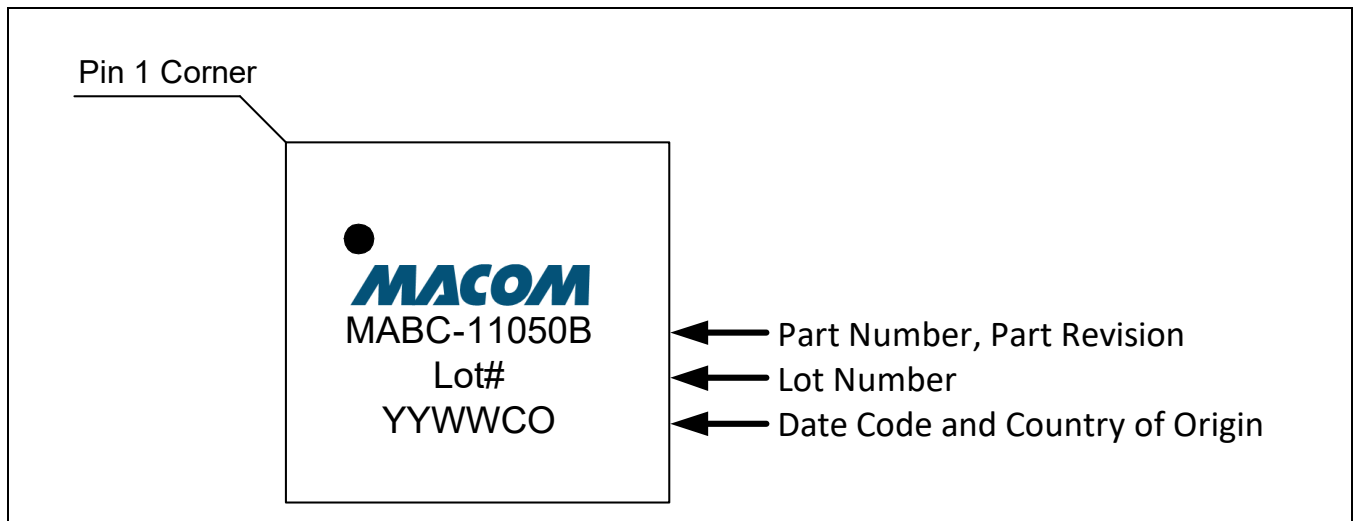 Pin 1 Corner
MACOM
MABC-11050B
Part Number, Part Revision
Lot#
Lot Number
YYWWCO
Date Code and Country of Origin